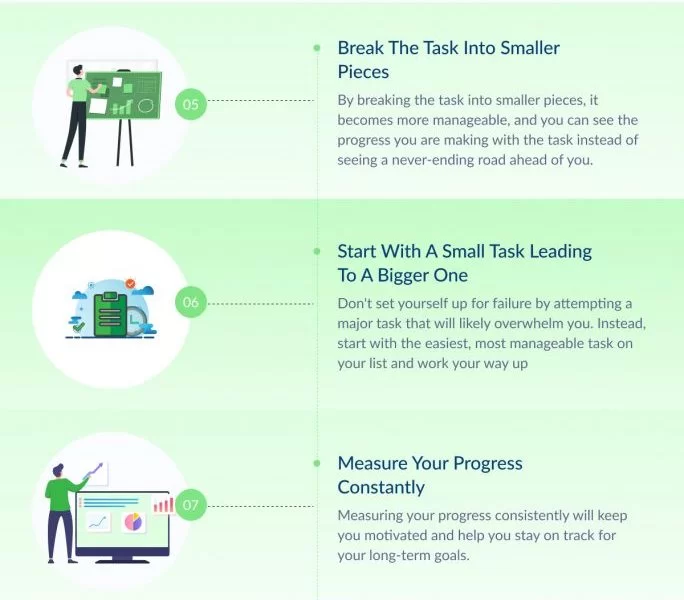 05
Break The Task Into Smaller
Pieces
By breaking the task into smaller pieces, it
becomes more manageable, and you can see the
progress you are making with the task instead of
seeing a never-ending road ahead of you.
06
Start With A Small Task Leading
To A Bigger One
Don't set yourself up for failure by attempting a
major task that will likely overwhelm you. Instead,
start with the easiest, most manageable task on
your list and work your way up
07
Measure Your Progress
Constantly
Measuring your progress consistently will keep
you motivated and help you stay on track for
your long-term goals.